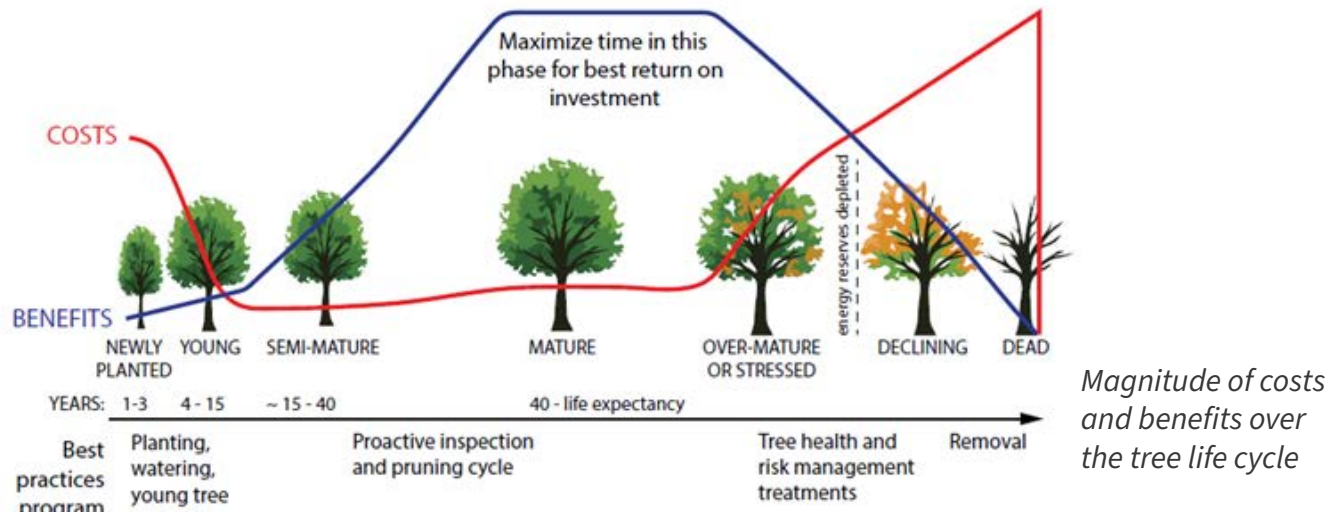 Maximize time in this
phase for best return on
investment
COSTS
energy reserves depleted
BENEFITS
NEWLY PLANTED
YOUNG
SEMI-MATURE
MATURE
OVER-MATURE OR STRESSED
DECLINING
DEAD
YEARS: 1-3 4 - 15 ~ 15 - 40 40 - life expectancy
Best
practices
program
Planting,
watering,
young tree
Proactive inspection
and pruning cycle
Tree health and
risk management
treatments
Removal
Magnitude of costs
and benefits over
the tree life cycle